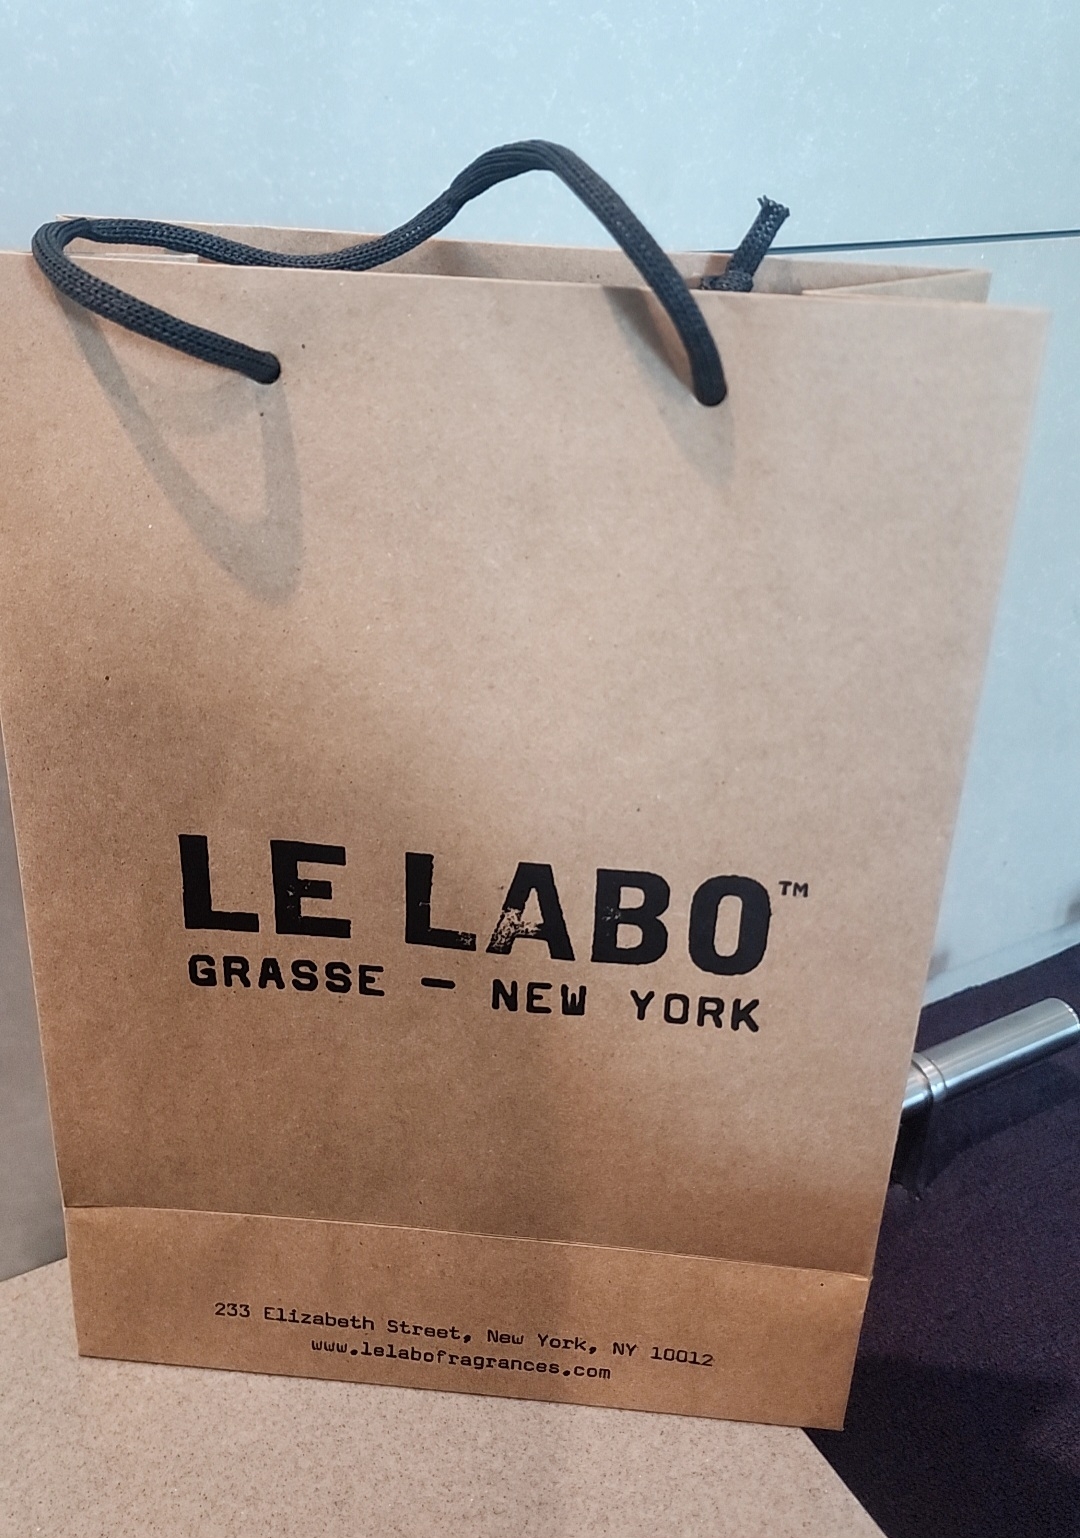 LE LABO™
GRASSE — NEW YORK
233 Elizabeth Street, New York, NY 10012
www.lelabofragrances.com